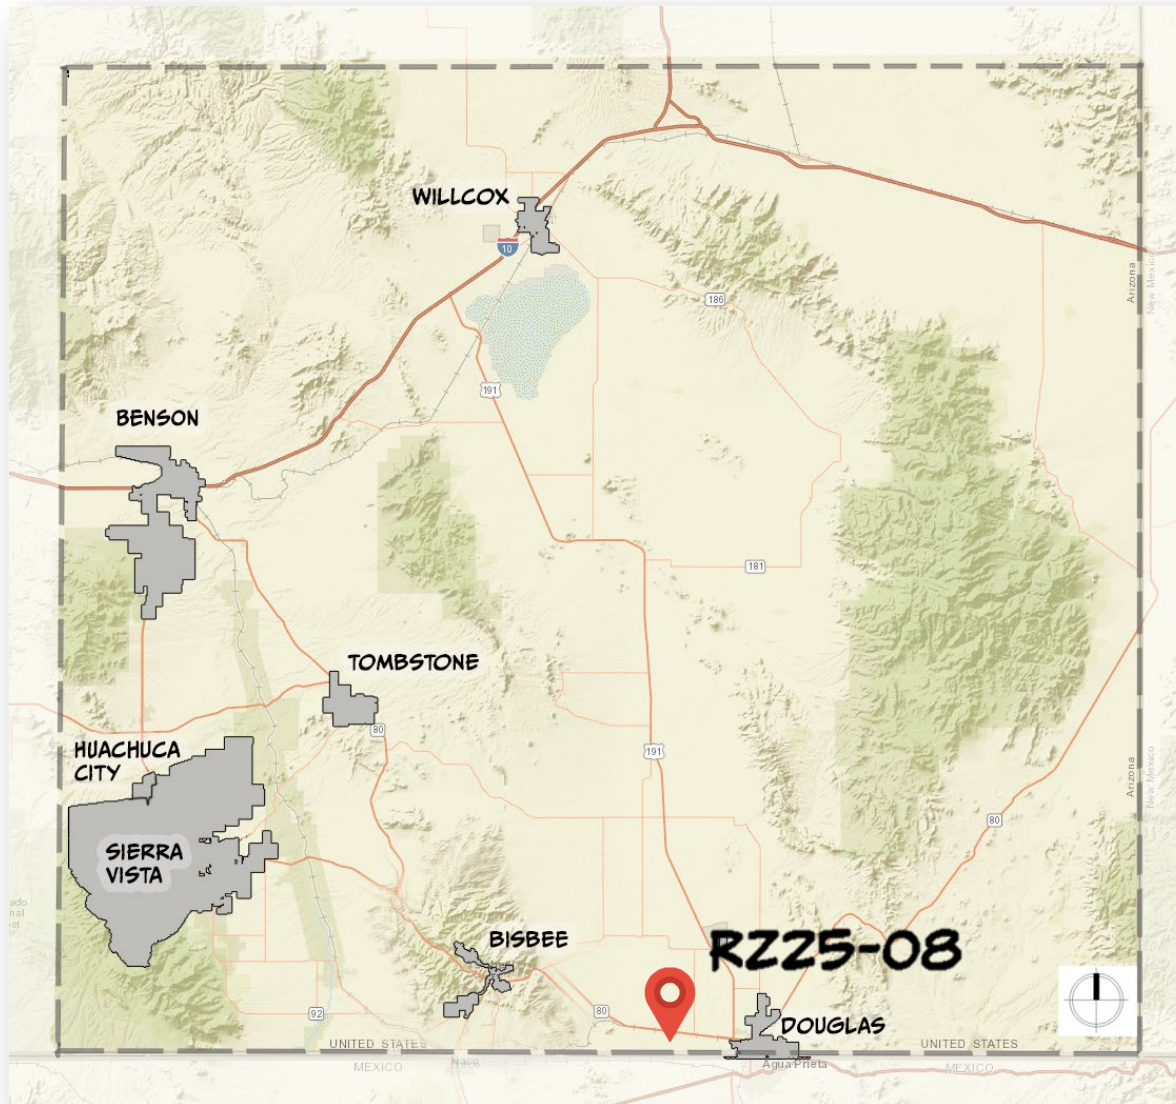 WILLCOX
10
186
Arizona
New Mexico
191
BENSON
181
TOMBSTONE
80
HUACHUCA
CITY
191
Arizona
New Mexico
80
SIERRA
VISTA
BISBEE
RZ25-08
92
80
DOUGLAS
UNITED STATES
UNITED STATES
MEXICO
Naco
Agua Prieta
MEXICO